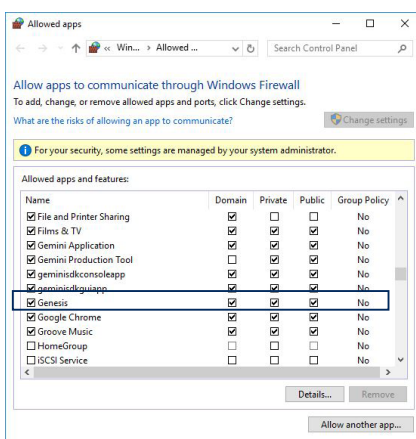 Allowed apps
« Win... › Allowed ...
Search Control Panel
Allow apps to communicate through Windows Firewall
To add, change, or remove allowed apps and ports, click Change settings.
What are the risks of allowing an app to communicate?
Change settings
For your security, some settings are managed by your system administrator.
Allowed apps and features:
Name Domain Private Public Group Policy
File and Printer Sharing No
Films & TV No
Gemini Application No
Gemini Production Tool No
geminisdkconsoleapp No
geminisdkguiapp No
Genesis No
Google Chrome No
Groove Music No
HomeGroup No
iSCSI Service No
Details... Remove
Allow another app...